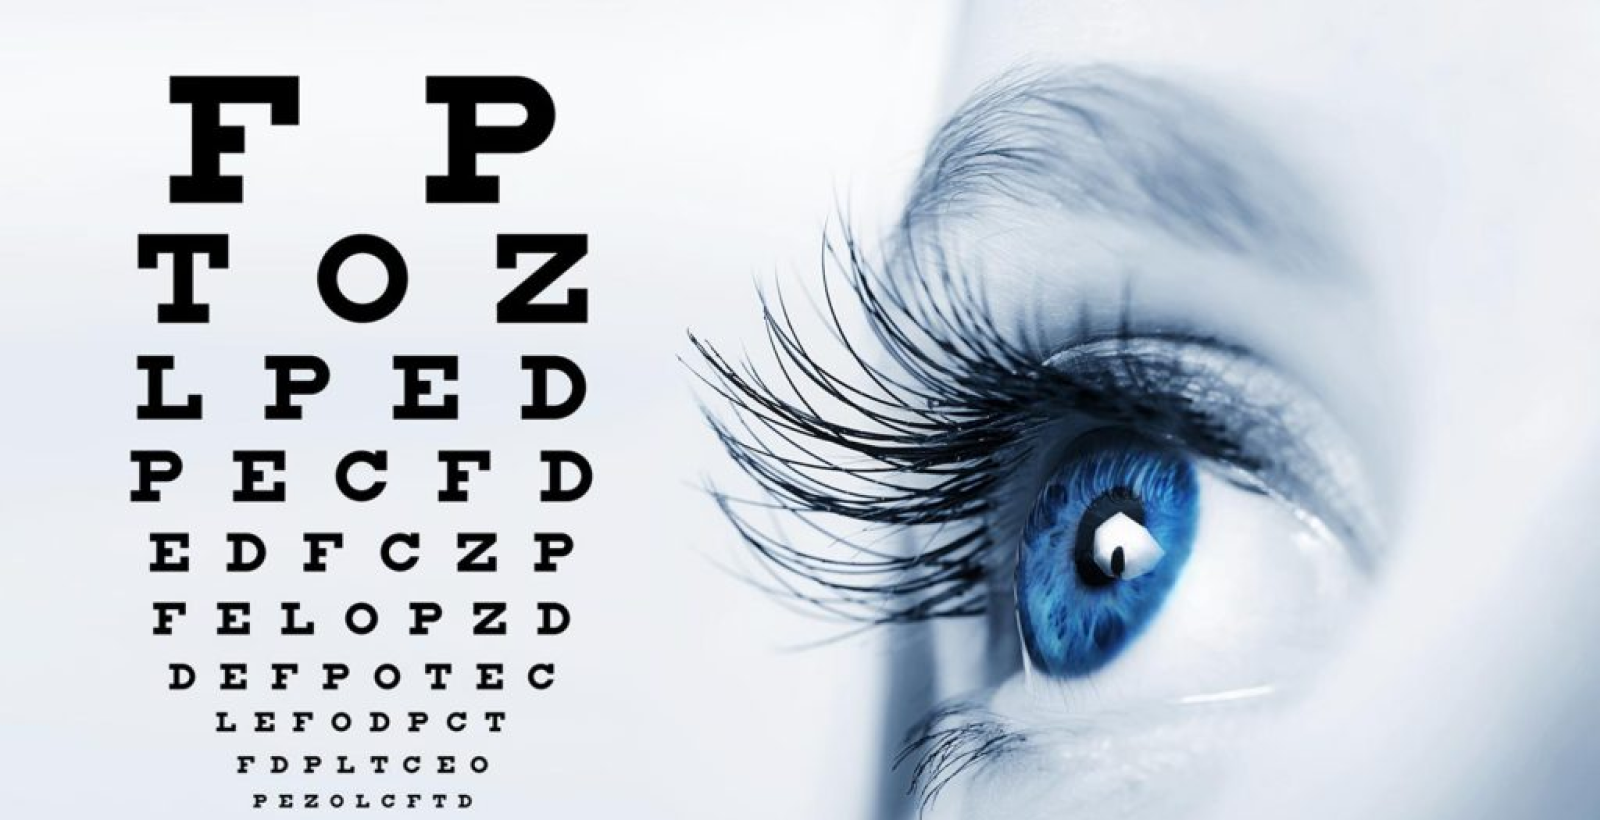 F P
T O Z
L P E D
P E C F D
E D F C Z P
F E L O P Z D
D E F P O T E C
L E F O D P C T
F D P L T C E O
P E Z O L C F T D